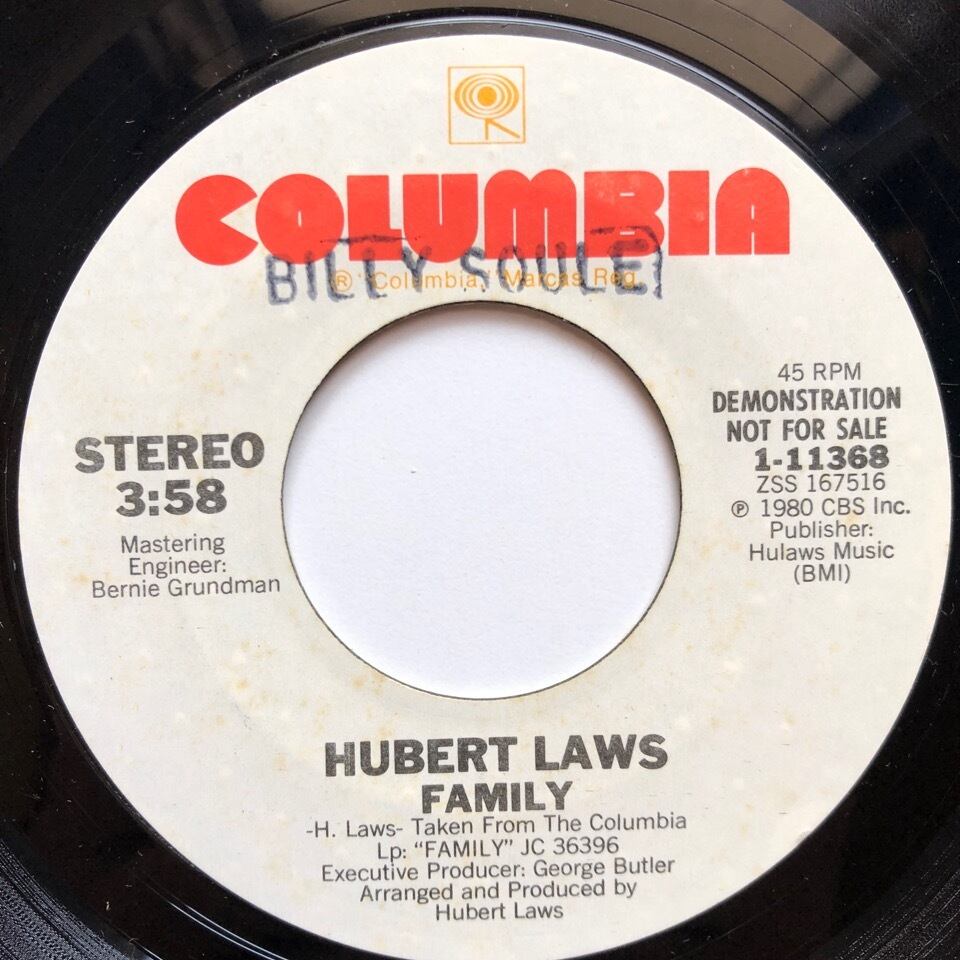 COLUMBIA
BILLY SOULE
® "Columbia," Marcas Reg.
45 RPM
DEMONSTRATION
NOT FOR SALE
1-11368
ZSS 167516
℗ 1980 CBS Inc.
Publisher:
Hulaws Music
(BMI)
STEREO
3:58
Mastering
Engineer:
Bernie Grundman
HUBERT LAWS
FAMILY
-H. Laws- Taken From The Columbia
Lp: "FAMILY" JC 36396
Executive Producer: George Butler
Arranged and Produced by
Hubert Laws